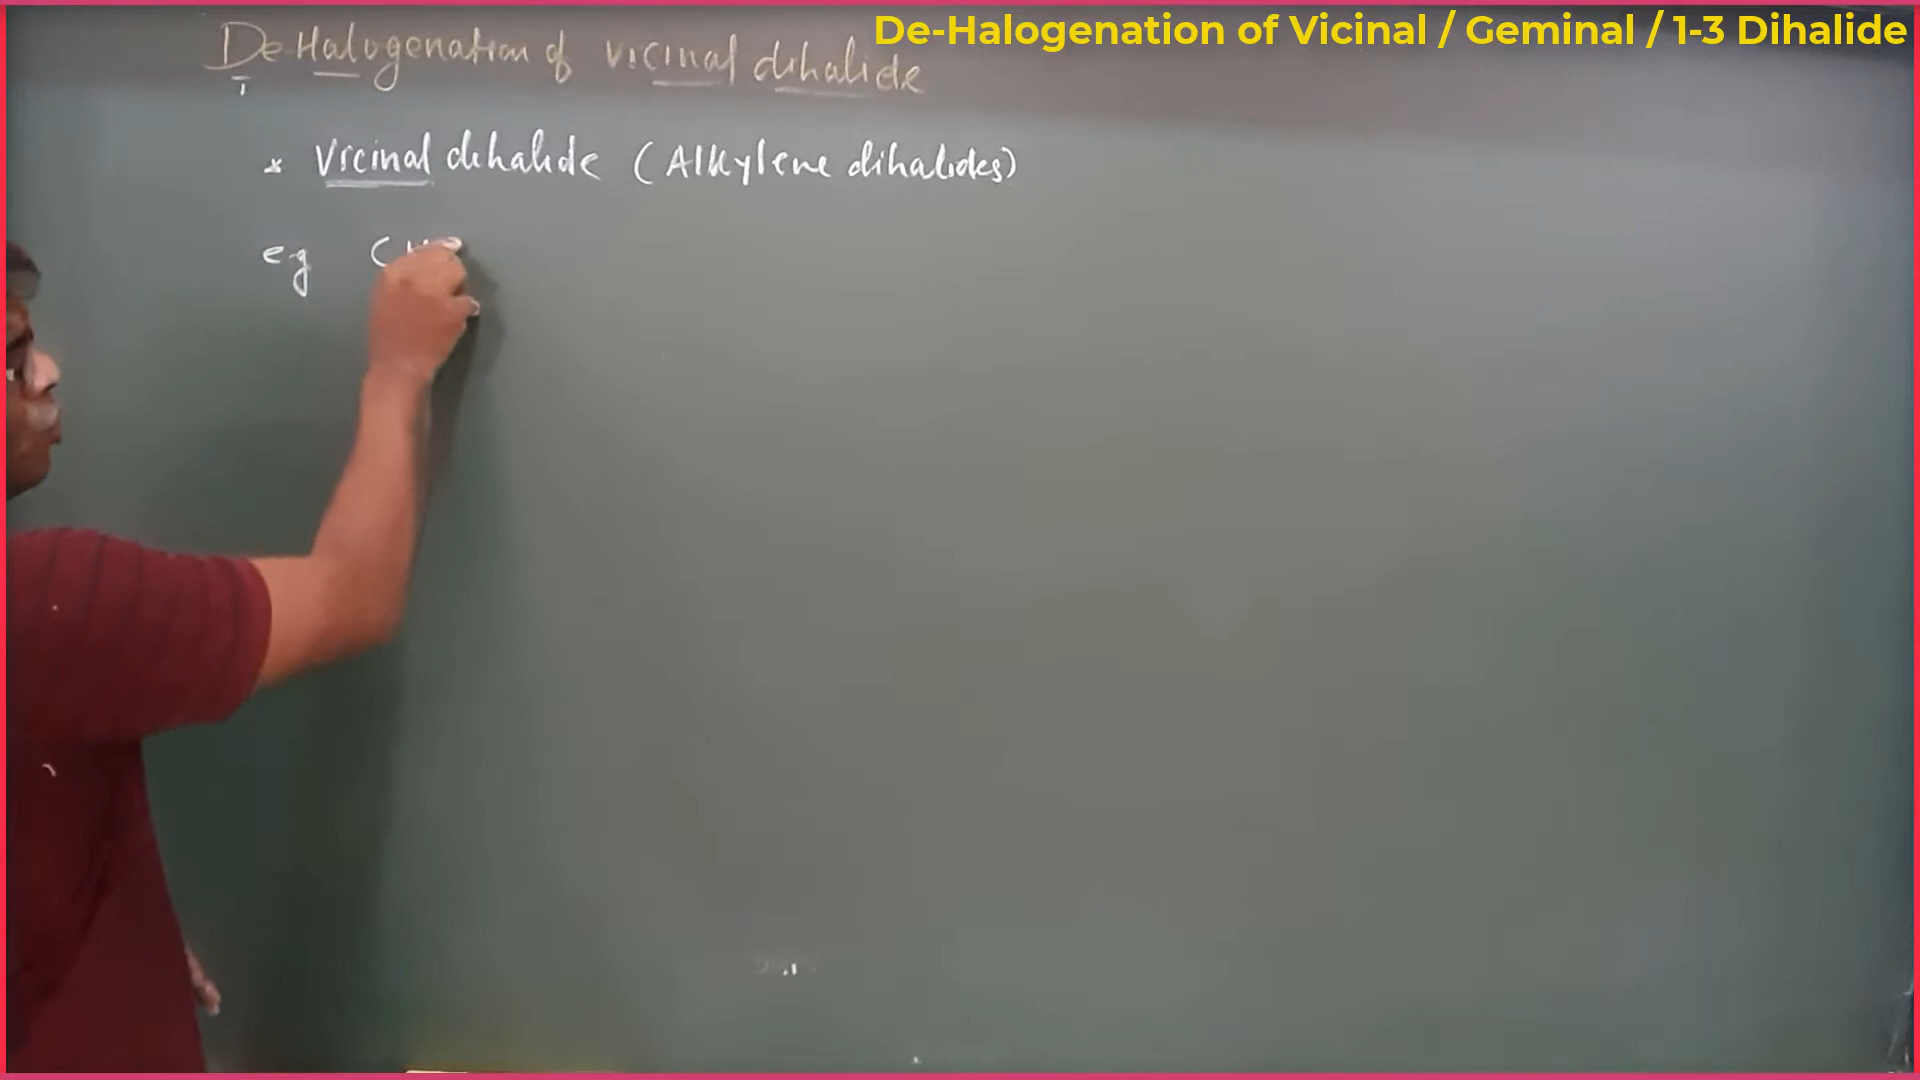 De-Halogenation of Vicinal / Geminal / 1-3 Dihalide
De-Halogenation of vicinal dihalide
* Vicinal dihalide (Alkylene dihalides)
eg C